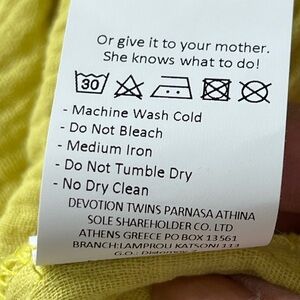 Or give it to your mother.
She knows what to do!
30
- Machine Wash Cold
- Do Not Bleach
- Medium Iron
- Do Not Tumble Dry
- No Dry Clean
DEVOTION TWINS PARNASA ATHINA
SOLE SHAREHOLDER CO. LTD
ATHENS GREECE PO BOX 13561
BRANCH:LAMPROU KATSONI 113